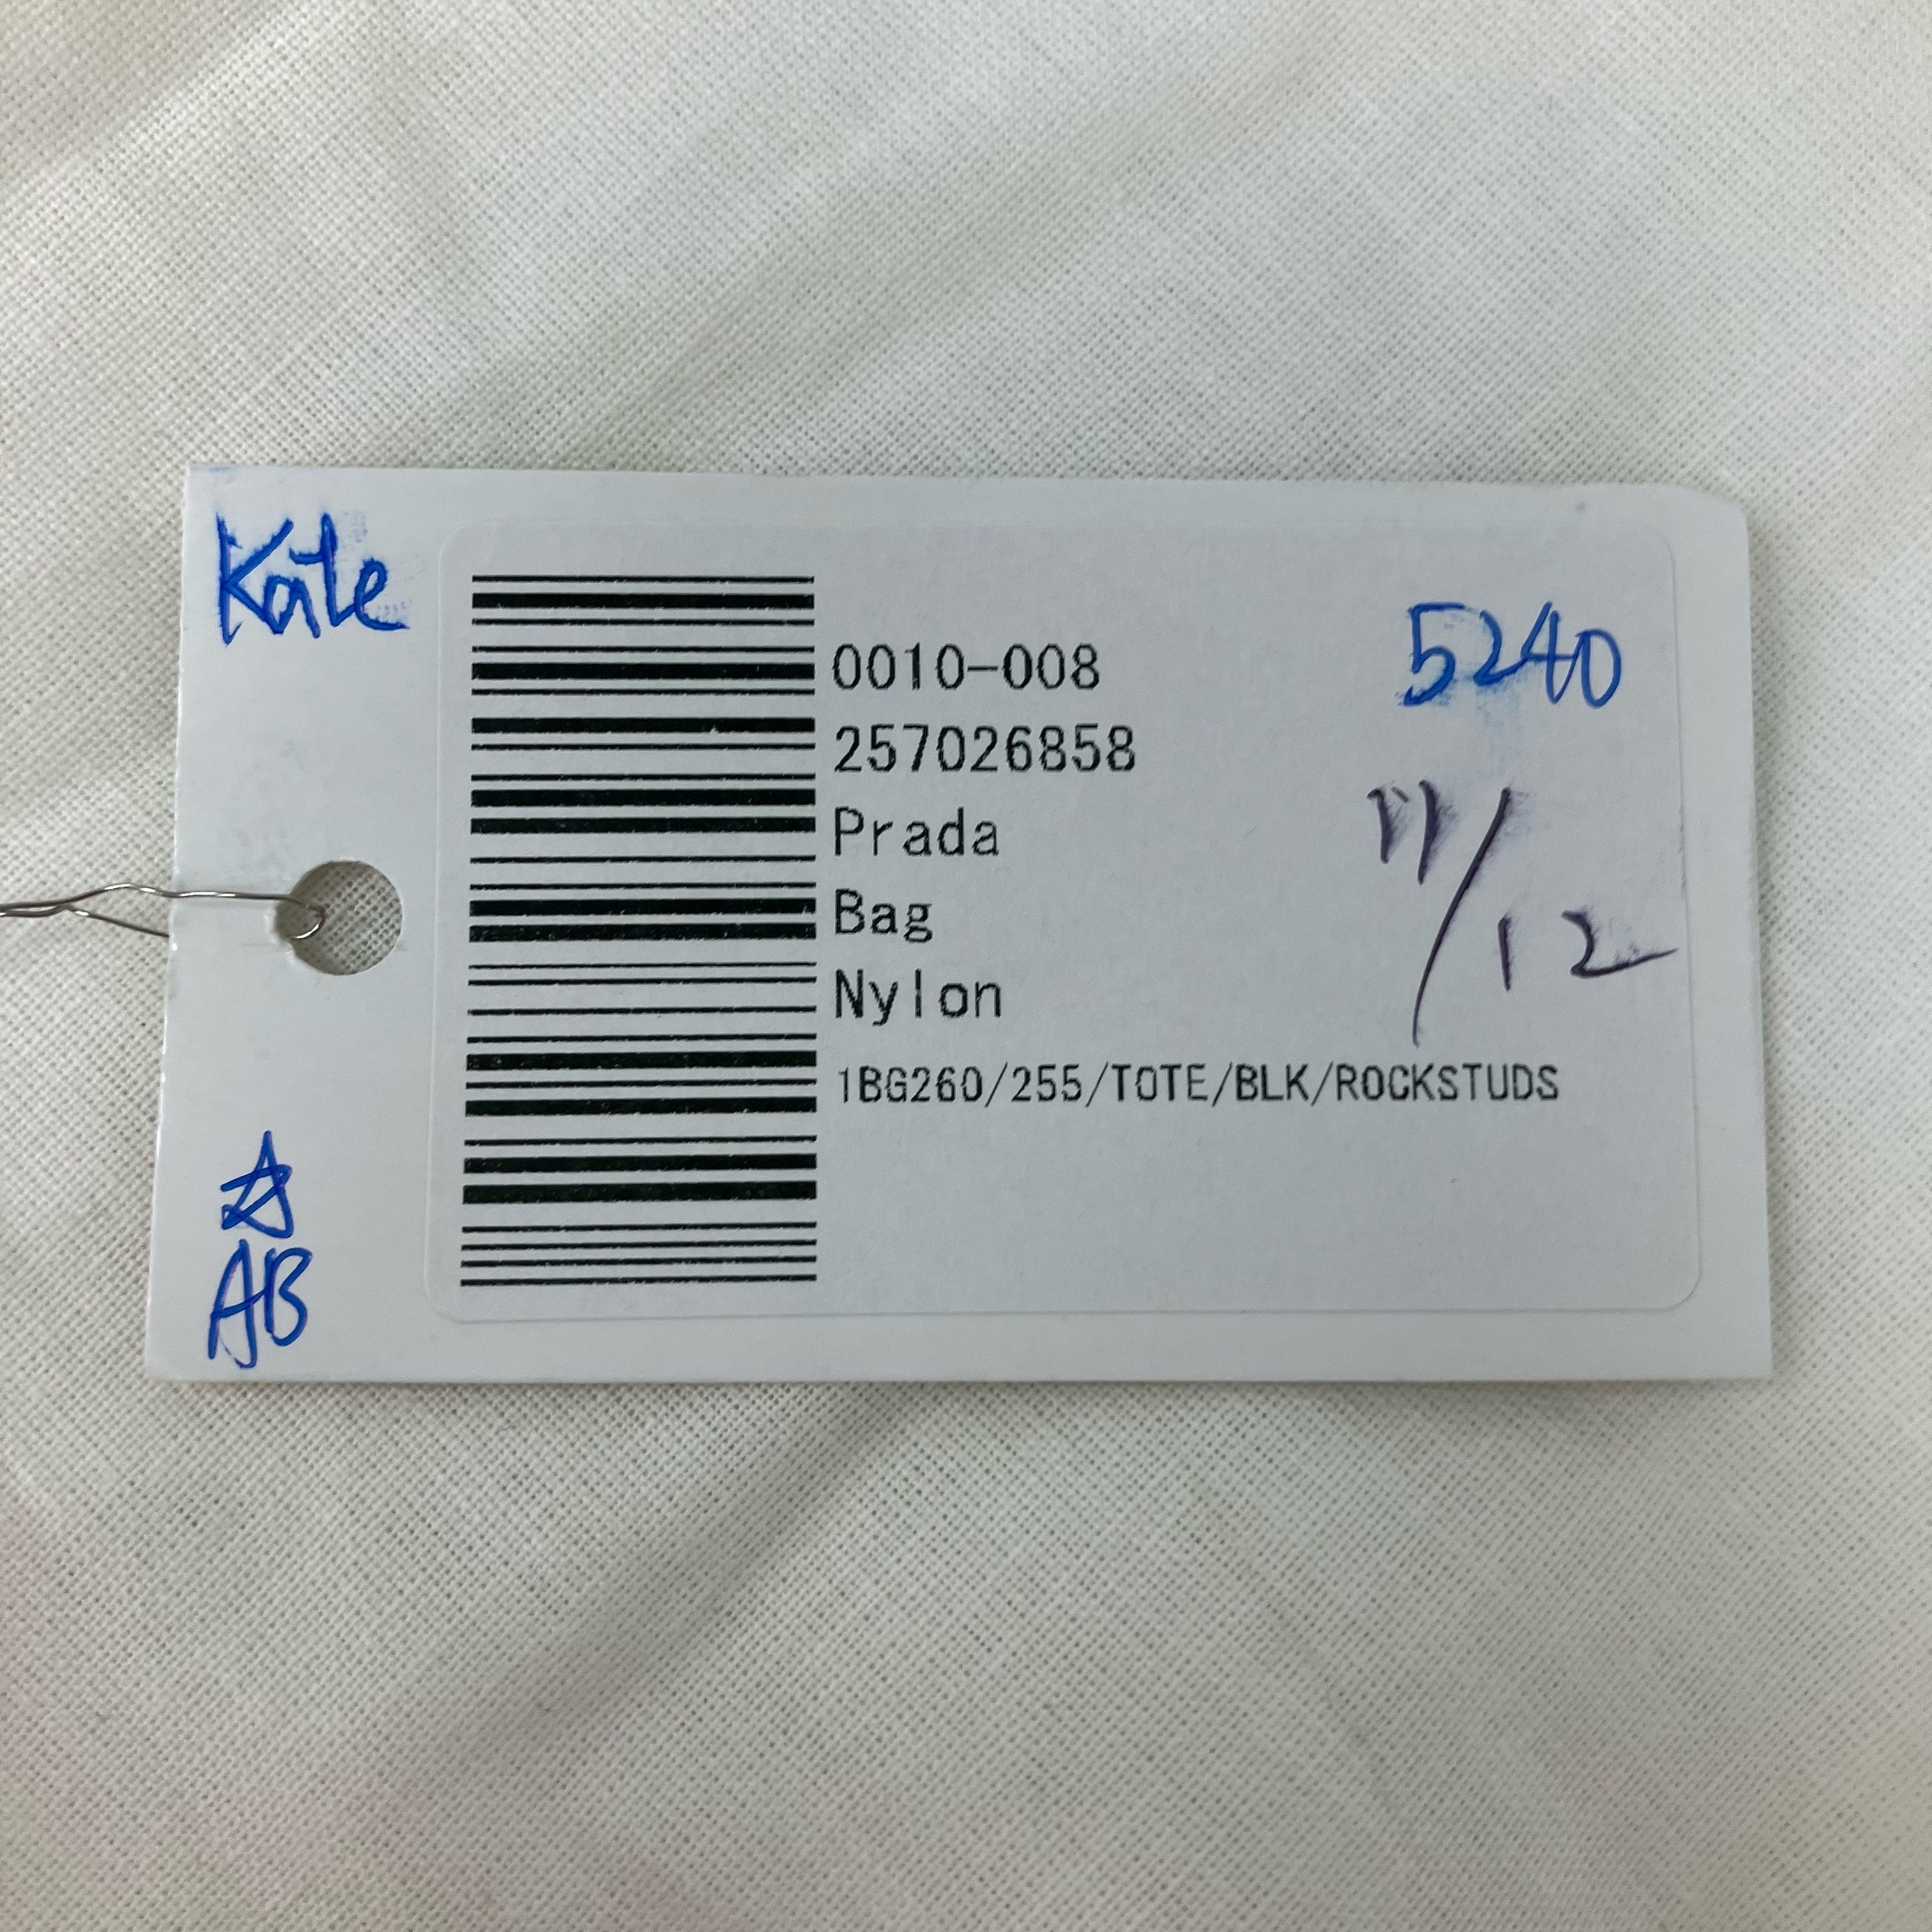 Kate
0010-008
5240
257026858
Prada
11/12
Bag
Nylon
1BG260/255/TOTE/BLK/ROCKSTUDS
☆
AB